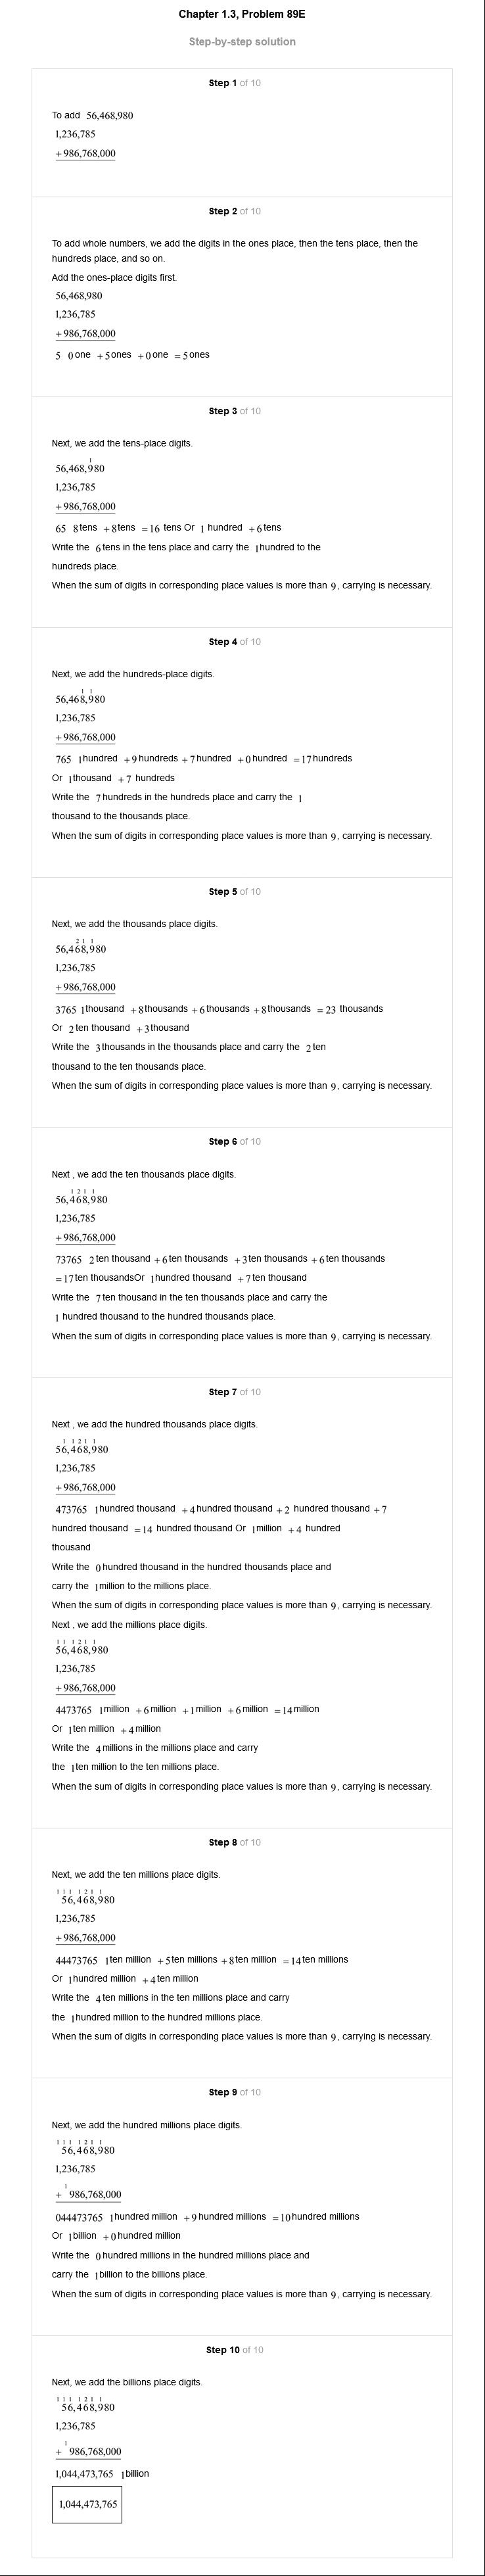 Chapter 1.3, Problem 89E
Step-by-step solution
Step 1 of 10
To add 56,468,980
1,236,785
+ 986,768,000
Step 2 of 10
To add whole numbers, we add the digits in the ones place, then the tens place, then the
hundreds place, and so on.
Add the ones-place digits first.
56,468,980
1,236,785
+ 986,768,000
5 0 one + 5 ones + 0 one = 5 ones
Step 3 of 10
Next, we add the tens-place digits.
1
56,468,980
1,236,785
+ 986,768,000
65 8 tens + 8 tens = 16 tens Or 1 hundred + 6 tens
Write the 6 tens in the tens place and carry the 1 hundred to the
hundreds place.
When the sum of digits in corresponding place values is more than 9, carrying is necessary.
Step 4 of 10
Next, we add the hundreds-place digits.
1 1
56,468,980
1,236,785
+ 986,768,000
765 1 hundred + 9 hundreds + 7 hundred + 0 hundred = 17 hundreds
Or 1 thousand + 7 hundreds
Write the 7 hundreds in the hundreds place and carry the 1
thousand to the thousands place.
When the sum of digits in corresponding place values is more than 9, carrying is necessary.
Step 5 of 10
Next, we add the thousands place digits.
2 1 1
56,468,980
1,236,785
+ 986,768,000
3765 1 thousand + 8 thousands + 6 thousands + 8 thousands = 23 thousands
Or 2 ten thousand + 3 thousand
Write the 3 thousands in the thousands place and carry the 2 ten
thousand to the ten thousands place.
When the sum of digits in corresponding place values is more than 9, carrying is necessary.
Step 6 of 10
Next , we add the ten thousands place digits.
1 2 1 1
56,468,980
1,236,785
+ 986,768,000
73765 2 ten thousand + 6 ten thousands + 3 ten thousands + 6 ten thousands
= 17 ten thousandsOr 1 hundred thousand + 7 ten thousand
Write the 7 ten thousand in the ten thousands place and carry the
1 hundred thousand to the hundred thousands place.
When the sum of digits in corresponding place values is more than 9, carrying is necessary.
Step 7 of 10
Next , we add the hundred thousands place digits.
1 1 2 1 1
56,468,980
1,236,785
+ 986,768,000
473765 1 hundred thousand + 4 hundred thousand + 2 hundred thousand + 7
hundred thousand = 14 hundred thousand Or 1 million + 4 hundred
thousand
Write the 0 hundred thousand in the hundred thousands place and
carry the 1 million to the millions place.
When the sum of digits in corresponding place values is more than 9, carrying is necessary.
Next , we add the millions place digits.
1 1 1 2 1 1
56,468,980
1,236,785
+ 986,768,000
4473765 1 million + 6 million + 1 million + 6 million = 14 million
Or 1 ten million + 4 million
Write the 4 millions in the millions place and carry
the 1 ten million to the ten millions place.
When the sum of digits in corresponding place values is more than 9, carrying is necessary.
Step 8 of 10
Next, we add the ten millions place digits.
1 1 1 1 2 1 1
56,468,980
1,236,785
+ 986,768,000
44473765 1 ten million + 5 ten millions + 8 ten million = 14 ten millions
Or 1 hundred million + 4 ten million
Write the 4 ten millions in the ten millions place and carry
the 1 hundred million to the hundred millions place.
When the sum of digits in corresponding place values is more than 9, carrying is necessary.
Step 9 of 10
Next, we add the hundred millions place digits.
1 1 1 1 2 1 1
56,468,980
1,236,785
+ 1 986,768,000
044473765 1 hundred million + 9 hundred millions = 10 hundred millions
Or 1 billion + 0 hundred million
Write the 0 hundred millions in the hundred millions place and
carry the 1 billion to the billions place.
When the sum of digits in corresponding place values is more than 9, carrying is necessary.
Step 10 of 10
Next, we add the billions place digits.
1 1 1 1 2 1 1
56,468,980
1,236,785
+ 1 986,768,000
1,044,473,765 1 billion
1,044,473,765